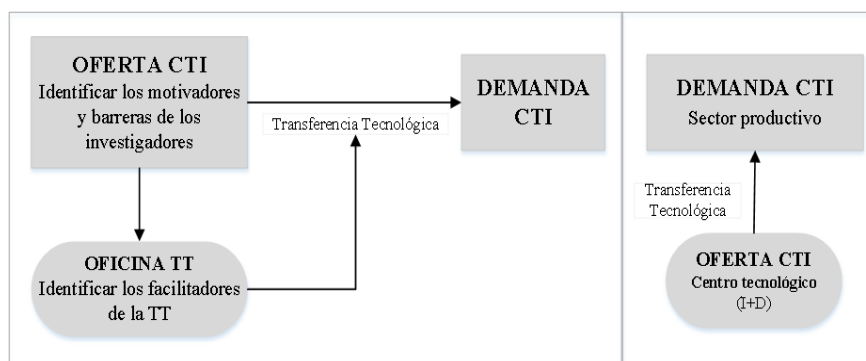 OFERTA CTI
Identificar los motivadores
y barreras de los
investigadores
Transferencia Tecnológica
DEMANDA
CTI
OFICINA TT
Identificar los facilitadores
de la TT
DEMANDA CTI
Sector productivo
Transferencia
Tecnológica
OFERTA CTI
Centro tecnológico
(I+D)